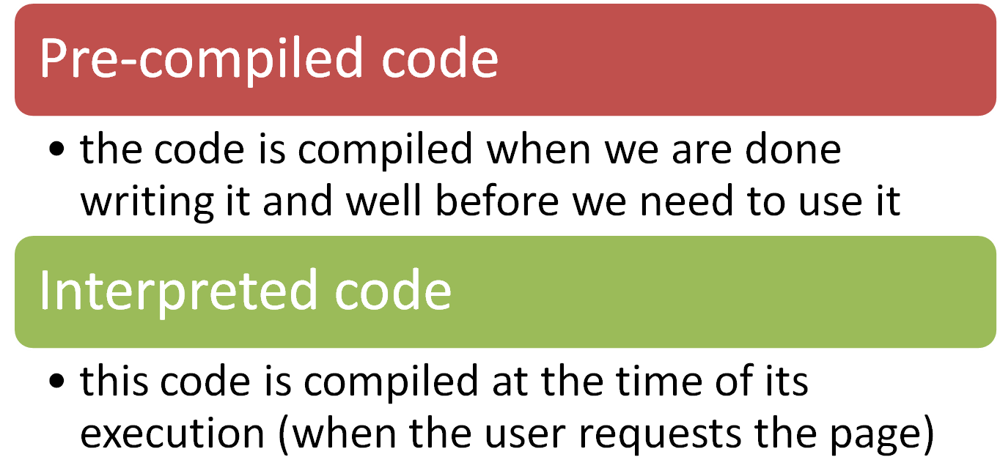 Pre-compiled code
• the code is compiled when we are done
writing it and well before we need to use it
Interpreted code
• this code is compiled at the time of its
execution (when the user requests the page)